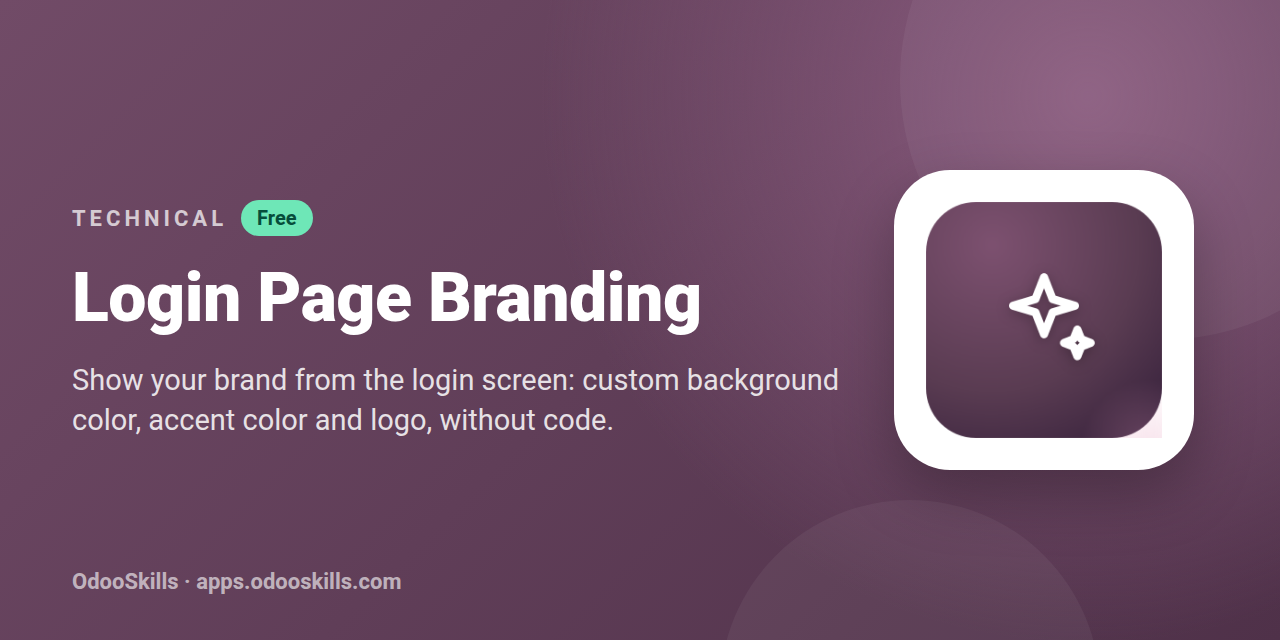 TECHNICAL Free
Login Page Branding
Show your brand from the login screen: custom background
color, accent color and logo, without code.
OdooSkills · apps.odooskills.com